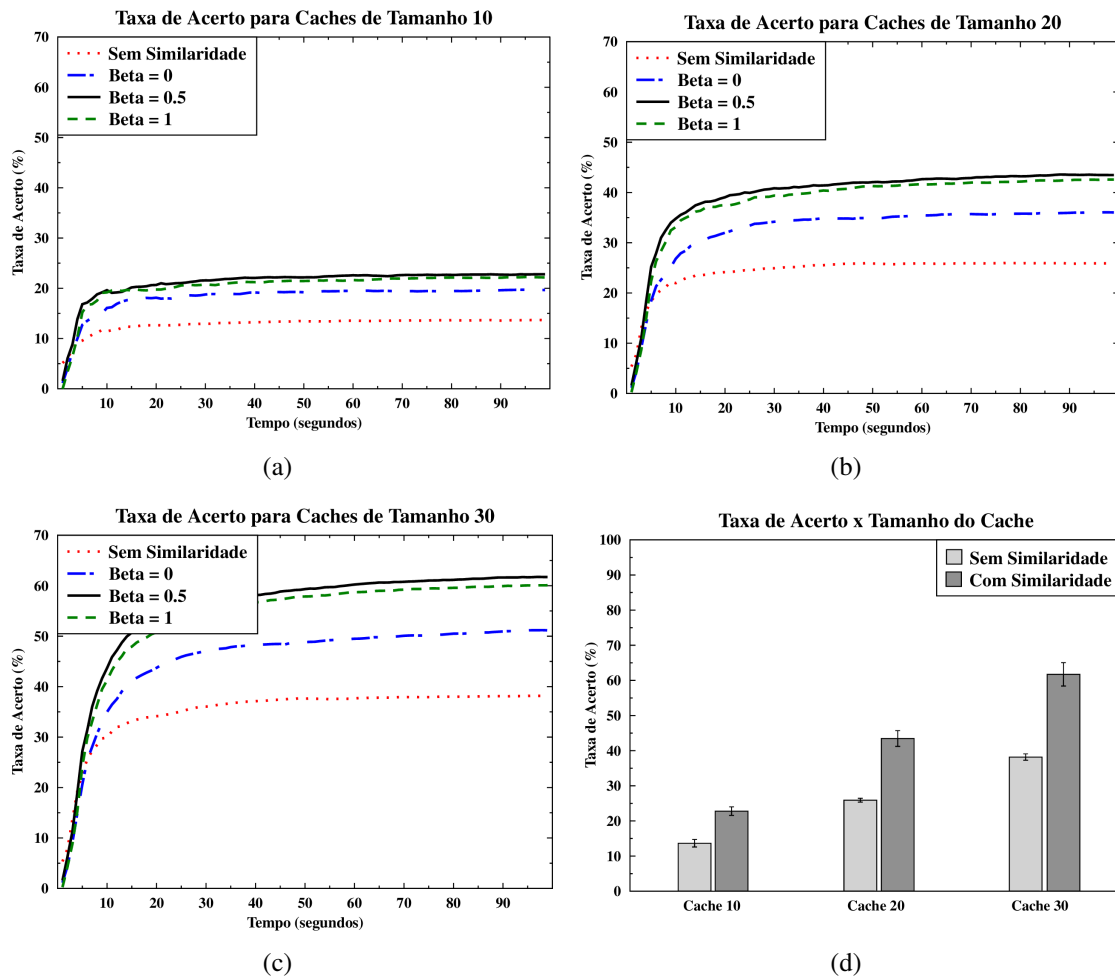 Taxa de Acerto para Caches de Tamanho 10
70
60
50
40
30
20
10
0
Taxa de Acerto (%)
Sem Similaridade
Beta = 0
Beta = 0.5
Beta = 1
10 20 30 40 50 60 70 80 90
Tempo (segundos)
(a)
Taxa de Acerto para Caches de Tamanho 20
70
60
50
40
30
20
10
0
Taxa de Acerto (%)
Sem Similaridade
Beta = 0
Beta = 0.5
Beta = 1
10 20 30 40 50 60 70 80 90
Tempo (segundos)
(b)
Taxa de Acerto para Caches de Tamanho 30
70
60
50
40
30
20
10
0
Taxa de Acerto (%)
Sem Similaridade
Beta = 0
Beta = 0.5
Beta = 1
10 20 30 40 50 60 70 80 90
Tempo (segundos)
(c)
Taxa de Acerto x Tamanho do Cache
100
90
80
70
60
50
40
30
20
10
0
Taxa de Acerto (%)
Sem Similaridade
Com Similaridade
Cache 10 Cache 20 Cache 30
(d)